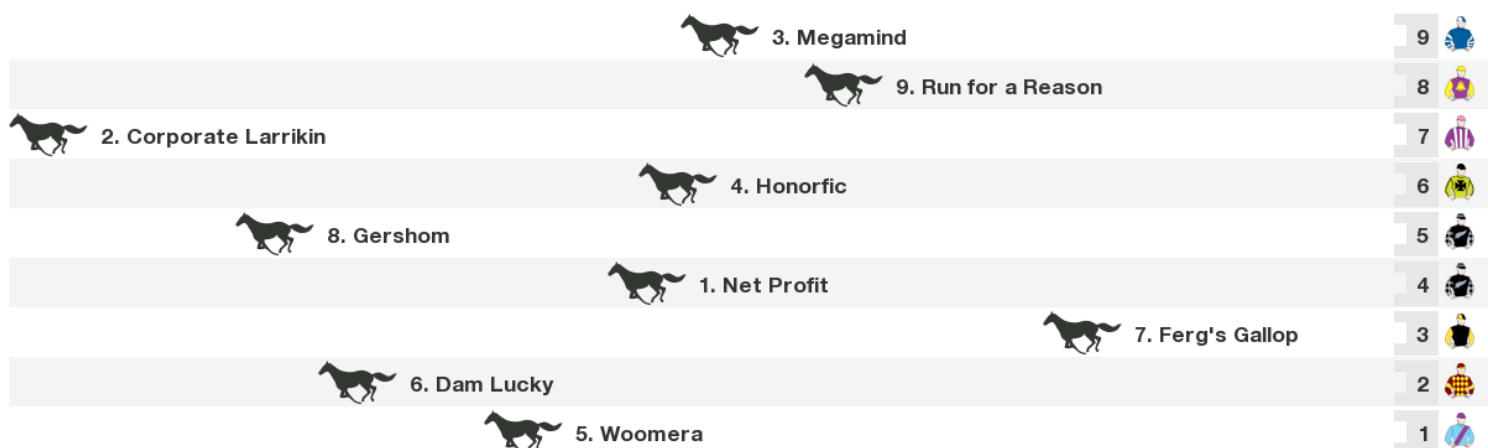 3. Megamind 9
9. Run for a Reason 8
2. Corporate Larrikin 7
4. Honorfic 6
8. Gershom 5
1. Net Profit 4
7. Ferg's Gallop 3
6. Dam Lucky 2
5. Woomera 1